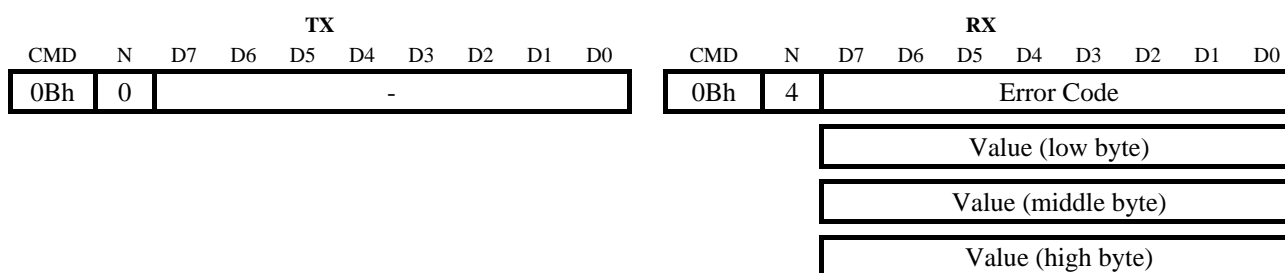 TX RX
CMD N D7 D6 D5 D4 D3 D2 D1 D0 CMD N D7 D6 D5 D4 D3 D2 D1 D0
0Bh 0 - 0Bh 4 Error Code
Value (low byte)
Value (middle byte)
Value (high byte)